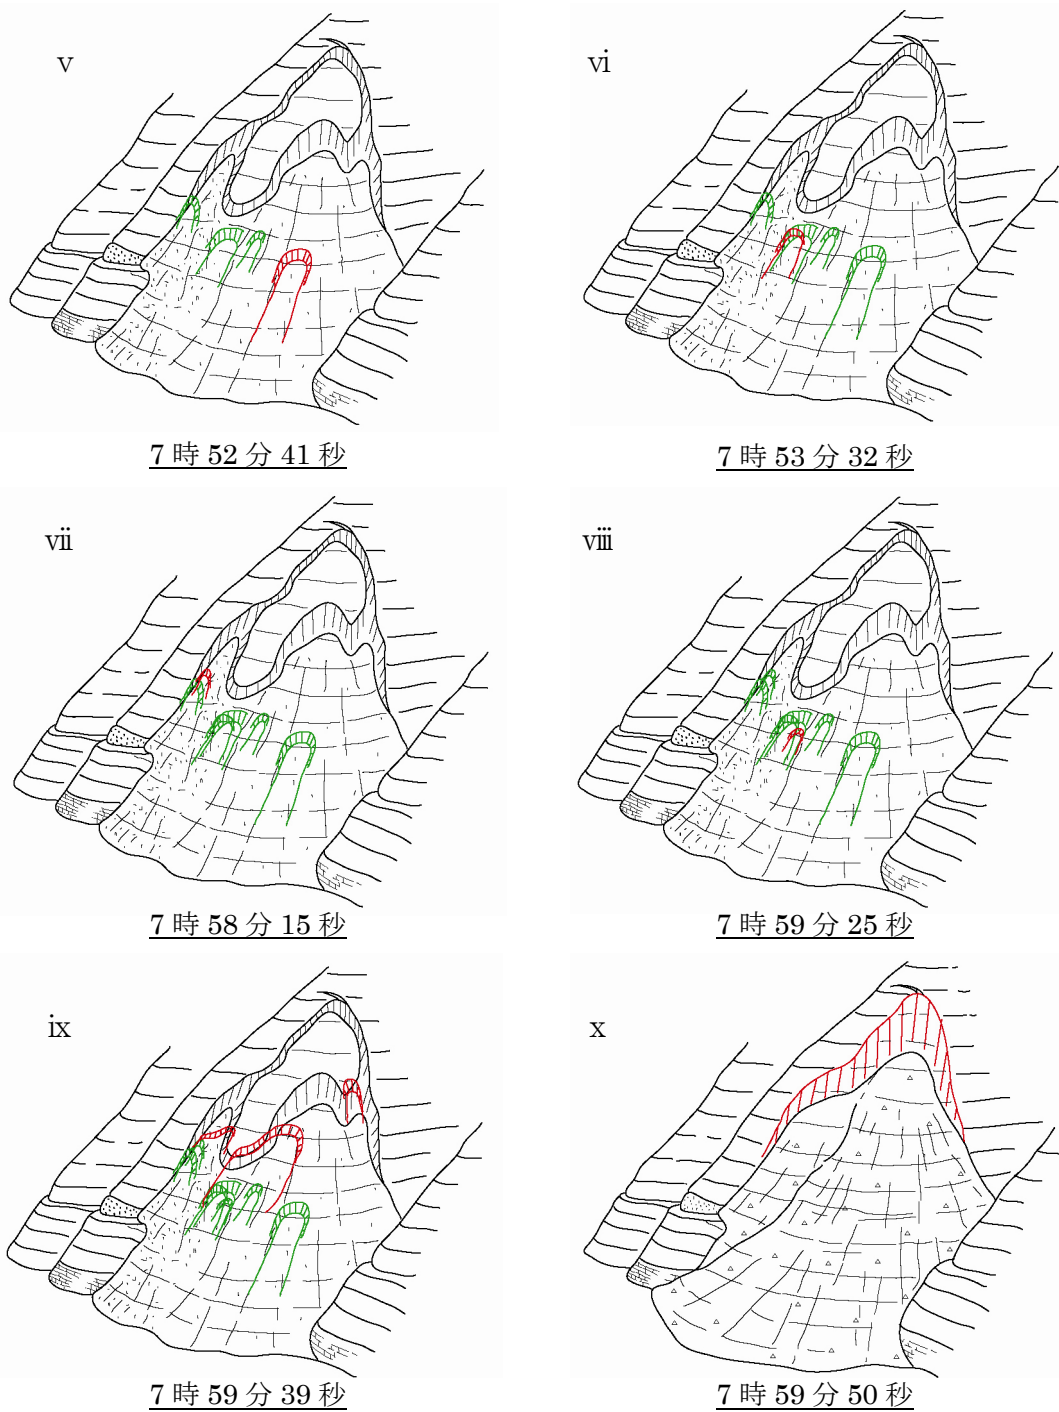 v
vi
7 時 52 分 41 秒
7 時 53 分 32 秒
vii
viii
7 時 58 分 15 秒
7 時 59 分 25 秒
ix
x
7 時 59 分 39 秒
7 時 59 分 50 秒